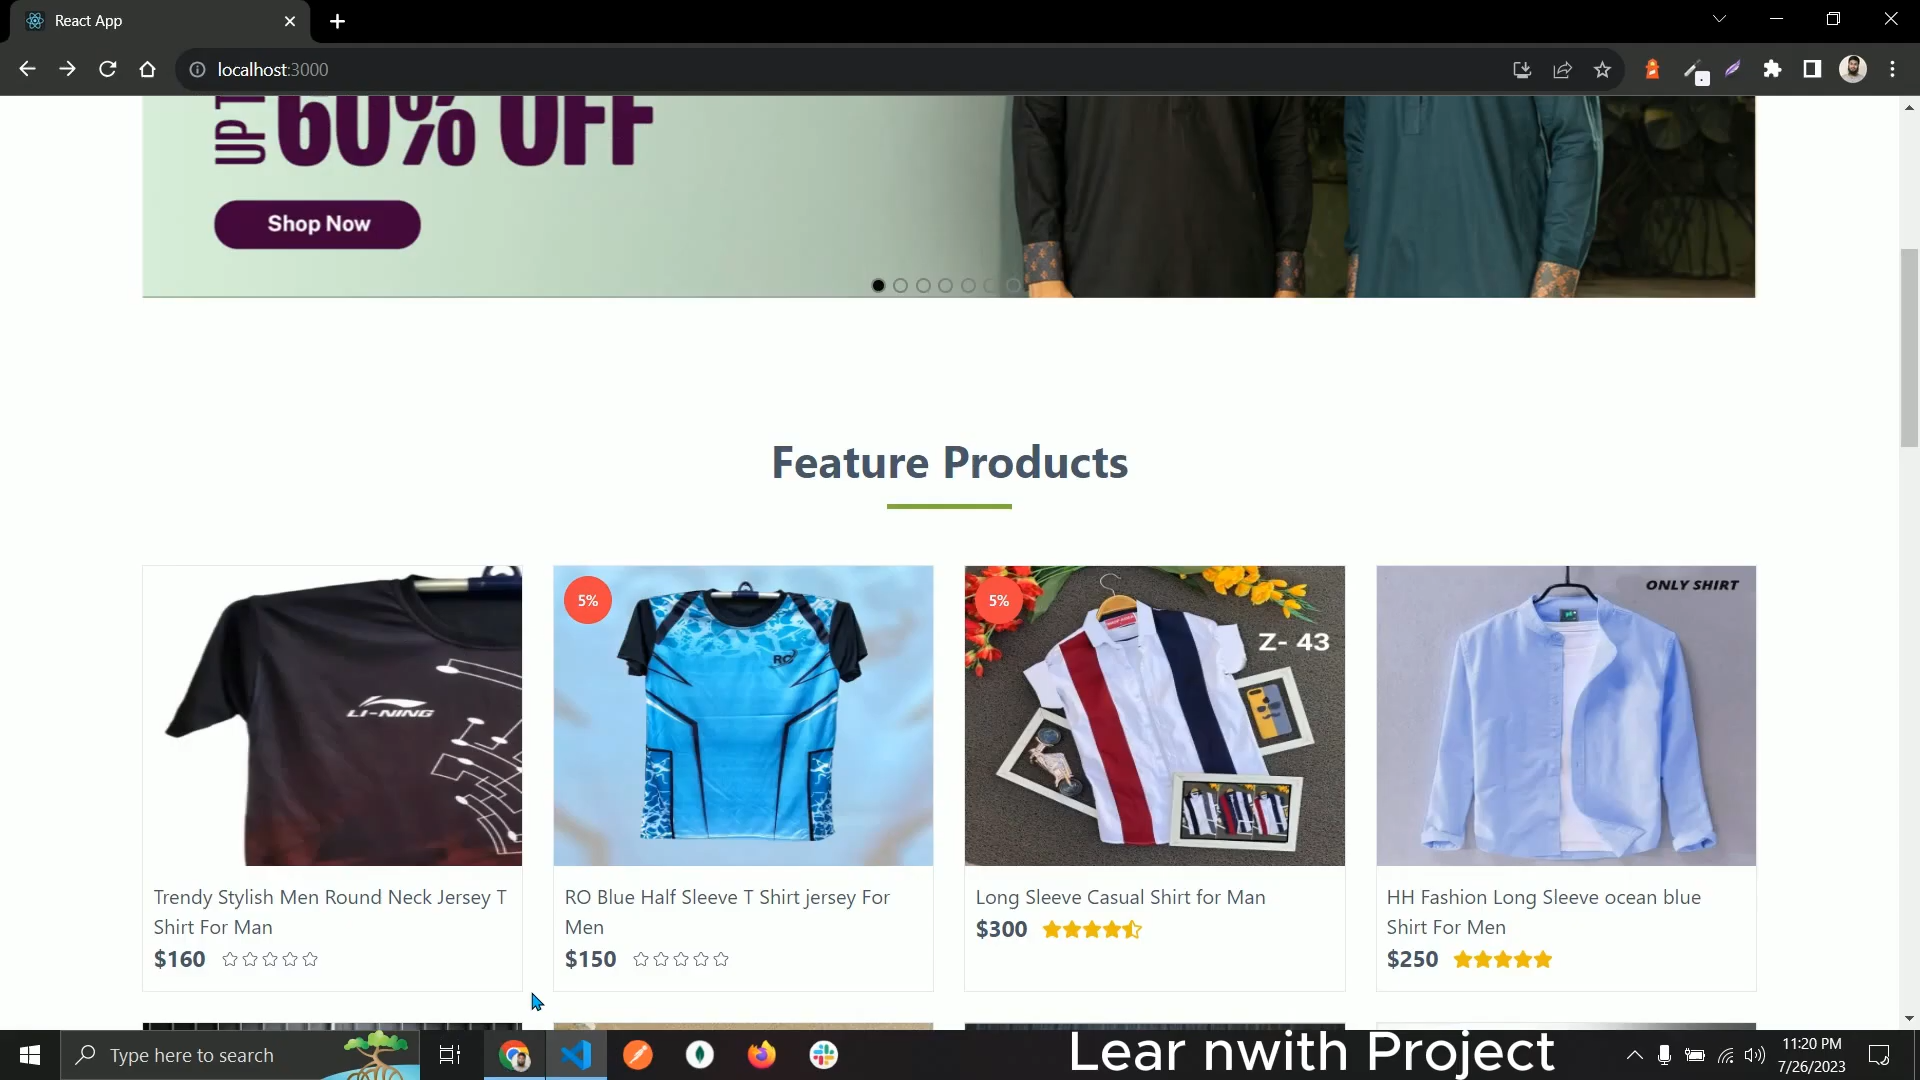 React App
localhost:3000
UP T
60% OFF
Shop Now
Feature Products
5%
5%
Z- 43
ONLY SHIRT
LI-NING
RO
Trendy Stylish Men Round Neck Jersey T
Shirt For Man
$160
RO Blue Half Sleeve T Shirt jersey For
Men
$150
Long Sleeve Casual Shirt for Man
$300
HH Fashion Long Sleeve ocean blue
Shirt For Men
$250
Type here to search
Lear nwith Project
11:20 PM
7/26/2023